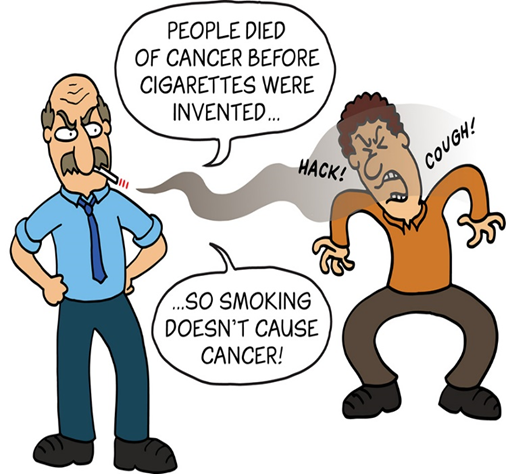 PEOPLE DIED
OF CANCER BEFORE
CIGARETTES WERE
INVENTED...
HACK!
COUGH!
...SO SMOKING
DOESN'T CAUSE
CANCER!